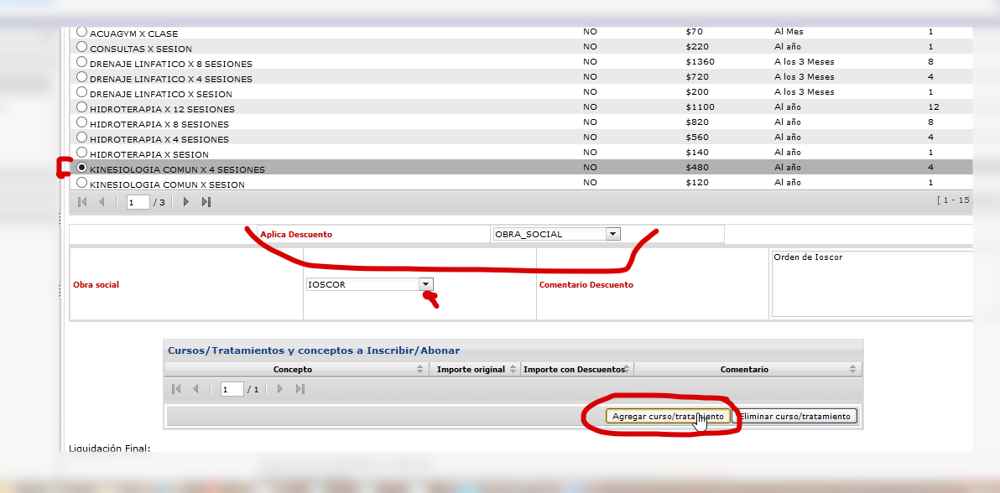 ACUAGYM X CLASE NO $70 Al Mes 1
CONSULTAS X SESION NO $220 Al año 1
DRENAJE LINFATICO X 8 SESIONES NO $1360 A los 3 Meses 8
DRENAJE LINFATICO X 4 SESIONES NO $720 A los 3 Meses 4
DRENAJE LINFATICO X SESION NO $200 A los 3 Meses 1
HIDROTERAPIA X 12 SESIONES NO $1100 Al año 12
HIDROTERAPIA X 8 SESIONES NO $820 Al año 8
HIDROTERAPIA X 4 SESIONES NO $560 Al año 4
HIDROTERAPIA X SESION NO $140 Al año 1
KINESIOLOGIA COMUN X 4 SESIONES NO $480 Al año 4
KINESIOLOGIA COMUN X SESION NO $120 Al año 1
1 / 3 [ 1 - 15
Aplica Descuento OBRA_SOCIAL
Orden de Ioscor
Obra social IOSCOR Comentario Descuento
Cursos/Tratamientos y conceptos a Inscribir/Abonar
Concepto Importe original Importe con Descuentos Comentario
1 / 1
Agregar curso/tratamiento Eliminar curso/tratamiento
Liquidación Final: